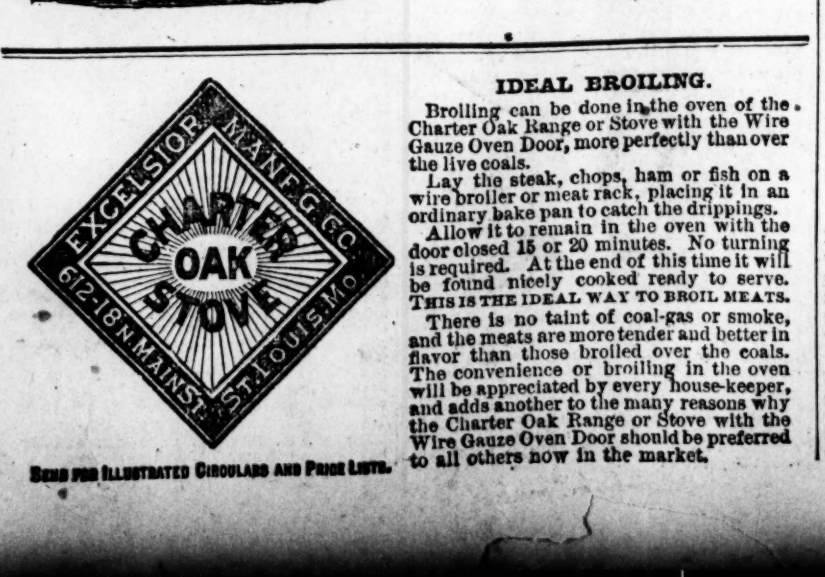 EXCELSIOR MANF'G CO.
CHARTER
OAK
STOVE
612-18 N. MAIN ST. ST. LOUIS, MO
SEND FOR ILLUSTRATED CIRCULARS AND PRICE LISTS.
IDEAL BROILING.
Broiling can be done in the oven of the
Charter Oak Range or Stove with the Wire
Gauze Oven Door, more perfectly than over
the live coals.
Lay the steak, chops, ham or fish on a
wire broiler or meat rack, placing it in an
ordinary bake pan to catch the drippings.
Allow it to remain in the oven with the
door closed 15 or 20 minutes. No turning
is required. At the end of this time it will
be found nicely cooked ready to serve.
THIS IS THE IDEAL WAY TO BROIL MEATS.
There is no taint of coal-gas or smoke,
and the meats are more tender and better in
flavor than those broiled over the coals.
The convenience or broiling in the oven
will be appreciated by every house-keeper,
and adds another to the many reasons why
the Charter Oak Range or Stove with the
Wire Gauze Oven Door should be preferred
to all others now in the market.